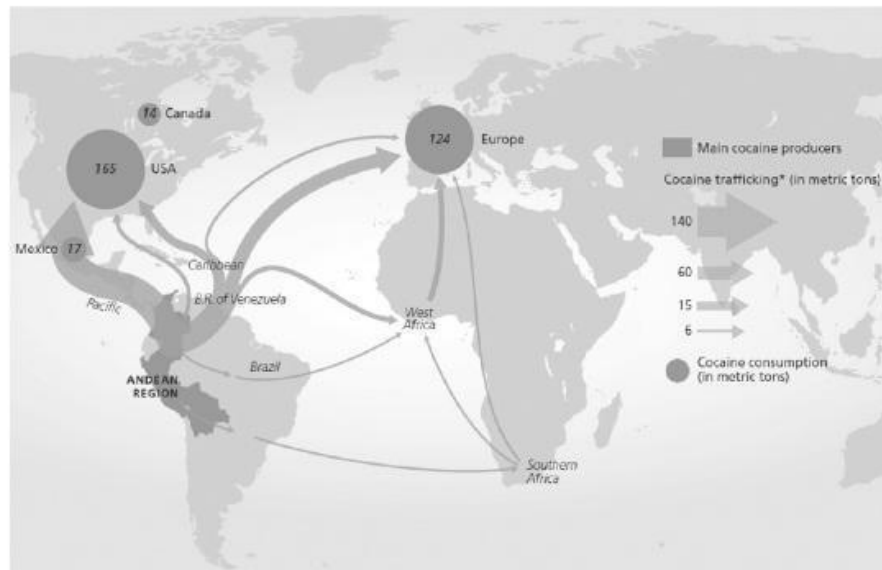 14 Canada
165 USA
124 Europe
Main cocaine producers
Cocaine trafficking* (in metric tons)
140
60
15
6
Cocaine consumption
(in metric tons)
Mexico 17
Pacific
Caribbean
B.R. of Venezuela
West
Africa
Brazil
ANDEAN
REGION
Southern
Africa